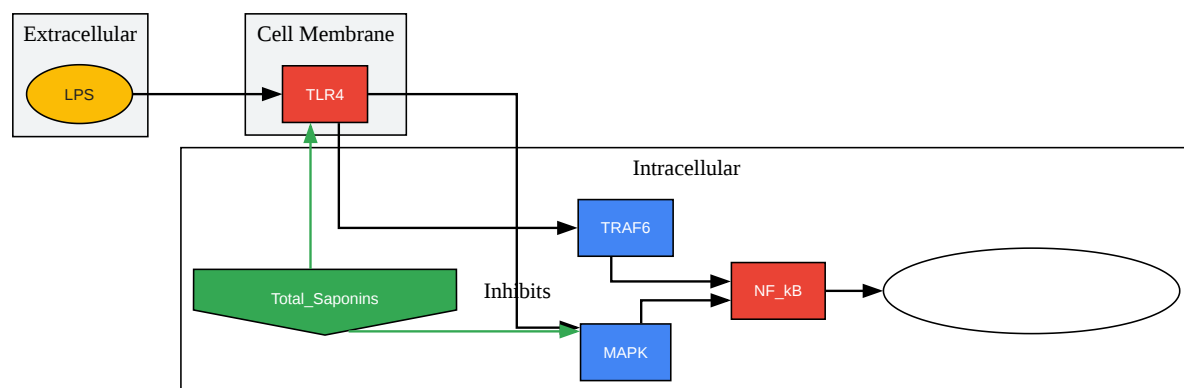 Extracellular
Cell Membrane
LPS
TLR4
Intracellular
TRAF6
Total_Saponins
Inhibits
NF_kB
MAPK